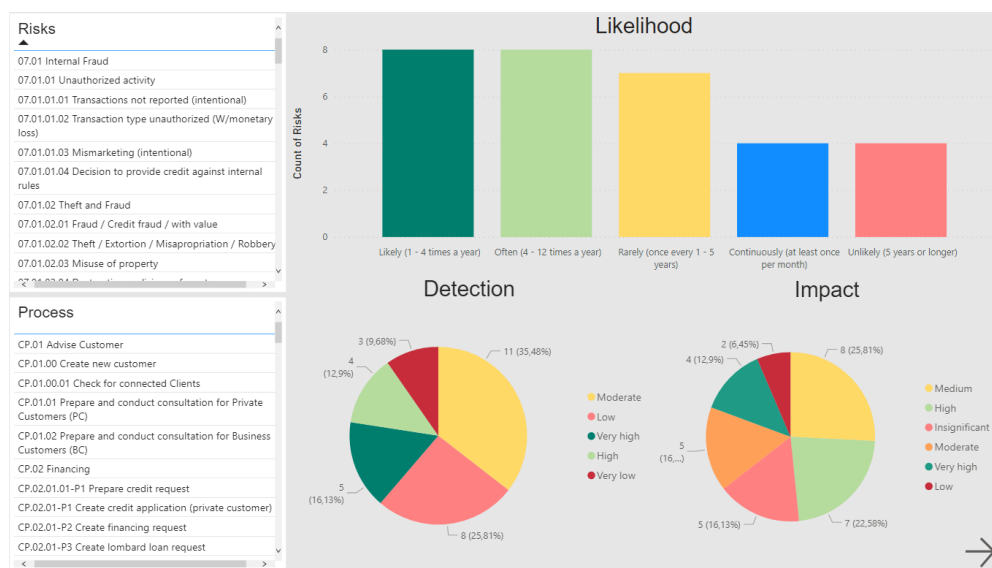 Risks
07.01 Internal Fraud
07.01.01 Unauthorized activity
07.01.01.01 Transactions not reported (intentional)
07.01.01.02 Transaction type unauthorized (W/monetary
loss)
07.01.01.03 Mismarketing (intentional)
07.01.01.04 Decision to provide credit against internal
rules
07.01.02 Theft and Fraud
07.01.02.01 Fraud / Credit fraud / with value
07.01.02.02 Theft / Extortion / Misapropriation / Robbery
07.01.02.03 Misuse of property
Process
CP.01 Advise Customer
CP.01.00 Create new customer
CP.01.00.01 Check for connected Clients
CP.01.01 Prepare and conduct consultation for Private
Customers (PC)
CP.01.02 Prepare and conduct consultation for Business
Customers (BC)
CP.02 Financing
CP.02.01.01-P1 Prepare credit request
CP.02.01-P1 Create credit application (private customer)
CP.02.01-P2 Create financing request
CP.02.01-P3 Create lombard loan request
Likelihood
Count of Risks
8
6
4
2
0
Likely (1 - 4 times a year)
Often (4 - 12 times a year)
Rarely (once every 1 - 5
years)
Continuously (at least once
per month)
Unlikely (5 years or longer)
Detection
3 (9,68%)
11 (35,48%)
4
(12,9%)
5
(16,13%)
8 (25,81%)
Moderate
Low
Very high
High
Very low
Impact
2 (6,45%)
8 (25,81%)
4 (12,9%)
5
(16,...)
5 (16,13%)
7 (22,58%)
Medium
High
Insignificant
Moderate
Very high
Low